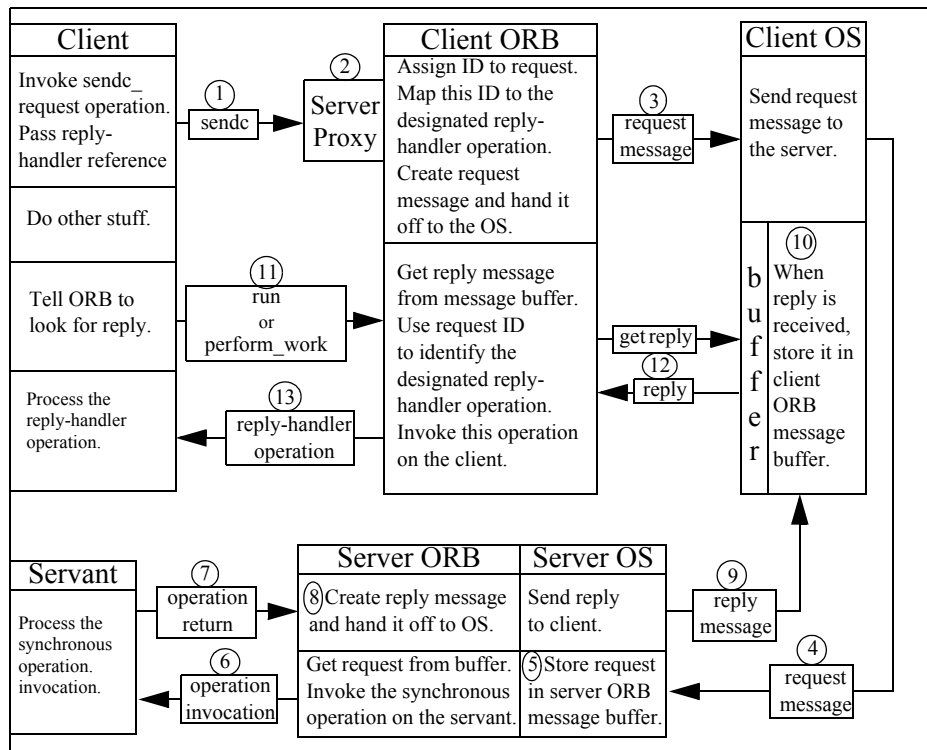 Client
Invoke sendc_
request operation.
Pass reply-
handler reference
Do other stuff.
Tell ORB to
look for reply.
Process the
reply-handler
operation.
1
sendc
2
Server
Proxy
Client ORB
Assign ID to request.
Map this ID to the
designated reply-
handler operation.
Create request
message and hand it
off to the OS.
Get reply message
from message buffer.
Use request ID
to identify the
designated reply-
handler operation.
Invoke this operation
on the client.
3
request
message
Client OS
Send request
message to
the server.
buffer
10
When
reply is
received,
store it in
client
ORB
message
buffer.
11
run
or
perform_work
get reply
12
reply
13
reply-handler
operation
Servant
Process the
synchronous
operation.
invocation.
7
operation
return
6
operation
invocation
Server ORB
8 Create reply message
and hand it off to OS.
Get request from buffer.
Invoke the synchronous
operation on the servant.
Server OS
Send reply
to client.
5 Store request
in server ORB
message buffer.
9
reply
message
4
request
message